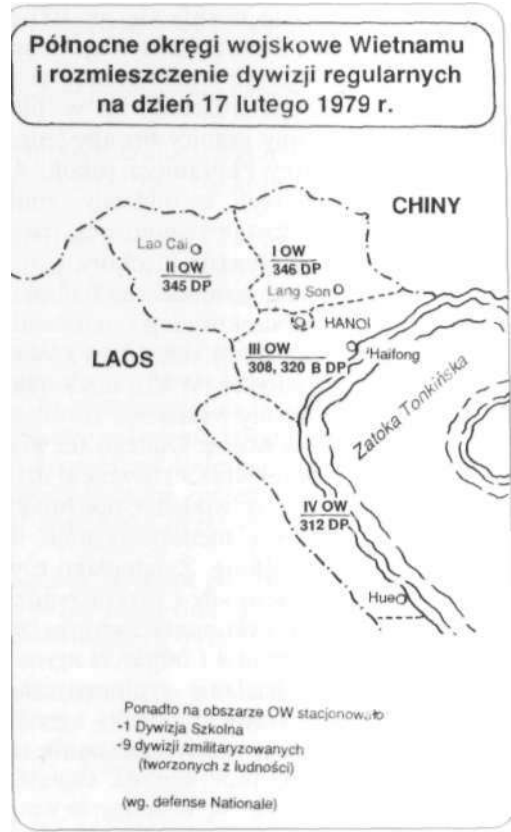 Północne okręgi wojskowe Wietnamu
i rozmieszczenie dywizji regularnych
na dzień 17 lutego 1979 r.
CHINY
Lao Cai
II OW
345 DP
I OW
346 DP
Lang Son
HANOI
LAOS
III OW
308, 320 B DP
Haifong
Zatoka Tonkińska
IV OW
312 DP
Hue
Ponadto na obszarze OW stacjonowało
-1 Dywizja Szkolna
-9 dywizji zmilitaryzowanych
(tworzonych z ludności)
(wg. defense Nationale)